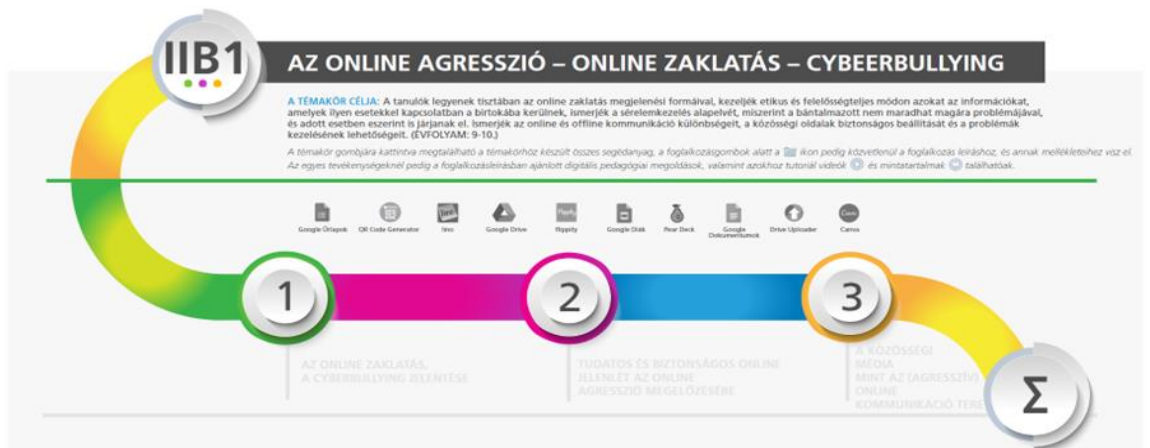 IIB1
AZ ONLINE AGRESSZIÓ – ONLINE ZAKLATÁS – CYBEERBULLYING
A TÉMAKÖR CÉLJA: A tanulók legyenek tisztában az online zaklatás megjelenési formáival, kezeljék etikus és felelősségteljes módon azokat az információkat,
amelyek ilyen esetekkel kapcsolatban a birtokába kerülnek, ismerjék a sérelemkezelés alapelvét, miszerint a bántalmazott nem maradhat magára problémájával,
és adott esetben eszerint is járjanak el. Ismerjék az online és offline kommunikáció különbségeit, a közösségi oldalak biztonságos beállítását és a problémák
kezelésének lehetőségeit. (ÉVFOLYAM: 9-10.)
A témakör gombjára kattintva megtalálható a témakörhöz készült összes segédanyag, a foglalkozásgombok alatt a ikon pedig közvetlenül a foglalkozás leíráshoz, és annak mellékleteihez visz el.
Az egyes tevékenységeknél pedig a foglalkozásleírásban ajánlott digitális pedagógiai megoldások, valamint azokhoz tutoriál videók és mintatartalmak találhatóak.
Google Űrlapok QR Code Generator lino Google Drive flippity Google Diák Pear Deck Google Dokumentumok Drive Uploader Canva
1
2
3
AZ ONLINE ZAKLATÁS,
A CYBERBULLYING JELENTÉSE
TUDATOS ÉS BIZTONSÁGOS ONLINE
JELENLÉT AZ ONLINE
AGRESSZIÓ MEGELŐZÉSÉRE
A KÖZÖSSÉGI
MÉDIA
MINT AZ (AGRESSZÍV)
ONLINE
KOMMUNIKÁCIÓ TERE
Σ